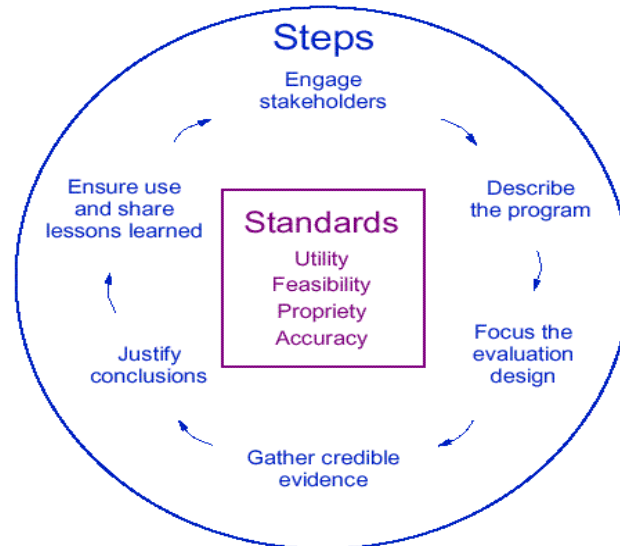 Steps
Engage
stakeholders
Describe
the program
Focus the
evaluation
design
Gather credible
evidence
Justify
conclusions
Ensure use
and share
lessons learned
Standards
Utility
Feasibility
Propriety
Accuracy